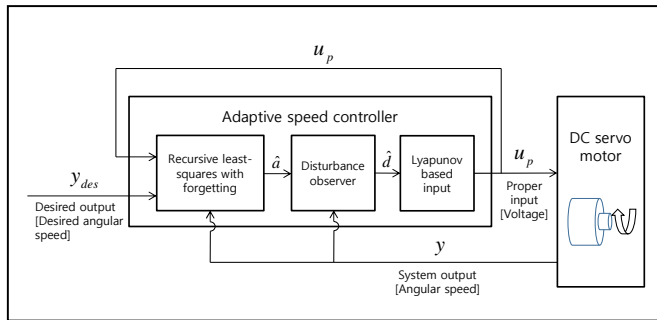 u_p
Adaptive speed controller
DC servo
motor
Recursive least-
squares with
forgetting
â
Disturbance
observer
d̂
Lyapunov
based
input
u_p
Proper
input
[Voltage]
y_des
Desired output
[Desired angular
speed]
y
System output
[Angular speed]